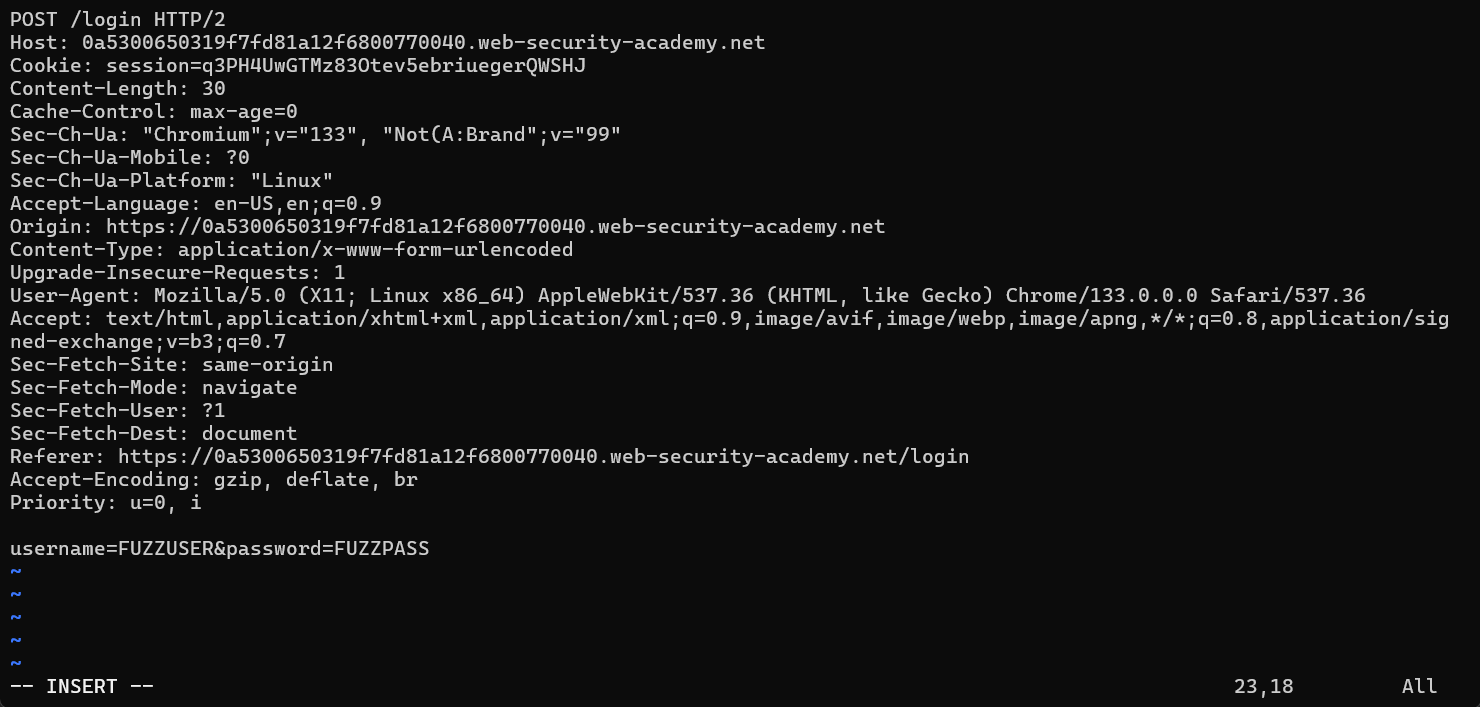 POST /login HTTP/2
Host: 0a5300650319f7fd81a12f6800770040.web-security-academy.net
Cookie: session=q3PH4UwGTMz83Otev5ebriuegerQWSHJ
Content-Length: 30
Cache-Control: max-age=0
Sec-Ch-Ua: "Chromium";v="133", "Not(A:Brand";v="99"
Sec-Ch-Ua-Mobile: ?0
Sec-Ch-Ua-Platform: "Linux"
Accept-Language: en-US,en;q=0.9
Origin: https://0a5300650319f7fd81a12f6800770040.web-security-academy.net
Content-Type: application/x-www-form-urlencoded
Upgrade-Insecure-Requests: 1
User-Agent: Mozilla/5.0 (X11; Linux x86_64) AppleWebKit/537.36 (KHTML, like Gecko) Chrome/133.0.0.0 Safari/537.36
Accept: text/html,application/xhtml+xml,application/xml;q=0.9,image/avif,image/webp,image/apng,*/*;q=0.8,application/sig
ned-exchange;v=b3;q=0.7
Sec-Fetch-Site: same-origin
Sec-Fetch-Mode: navigate
Sec-Fetch-User: ?1
Sec-Fetch-Dest: document
Referer: https://0a5300650319f7fd81a12f6800770040.web-security-academy.net/login
Accept-Encoding: gzip, deflate, br
Priority: u=0, i

username=FUZZUSER&password=FUZZPASS
~
~
~
~
~
-- INSERT -- 23,18 All